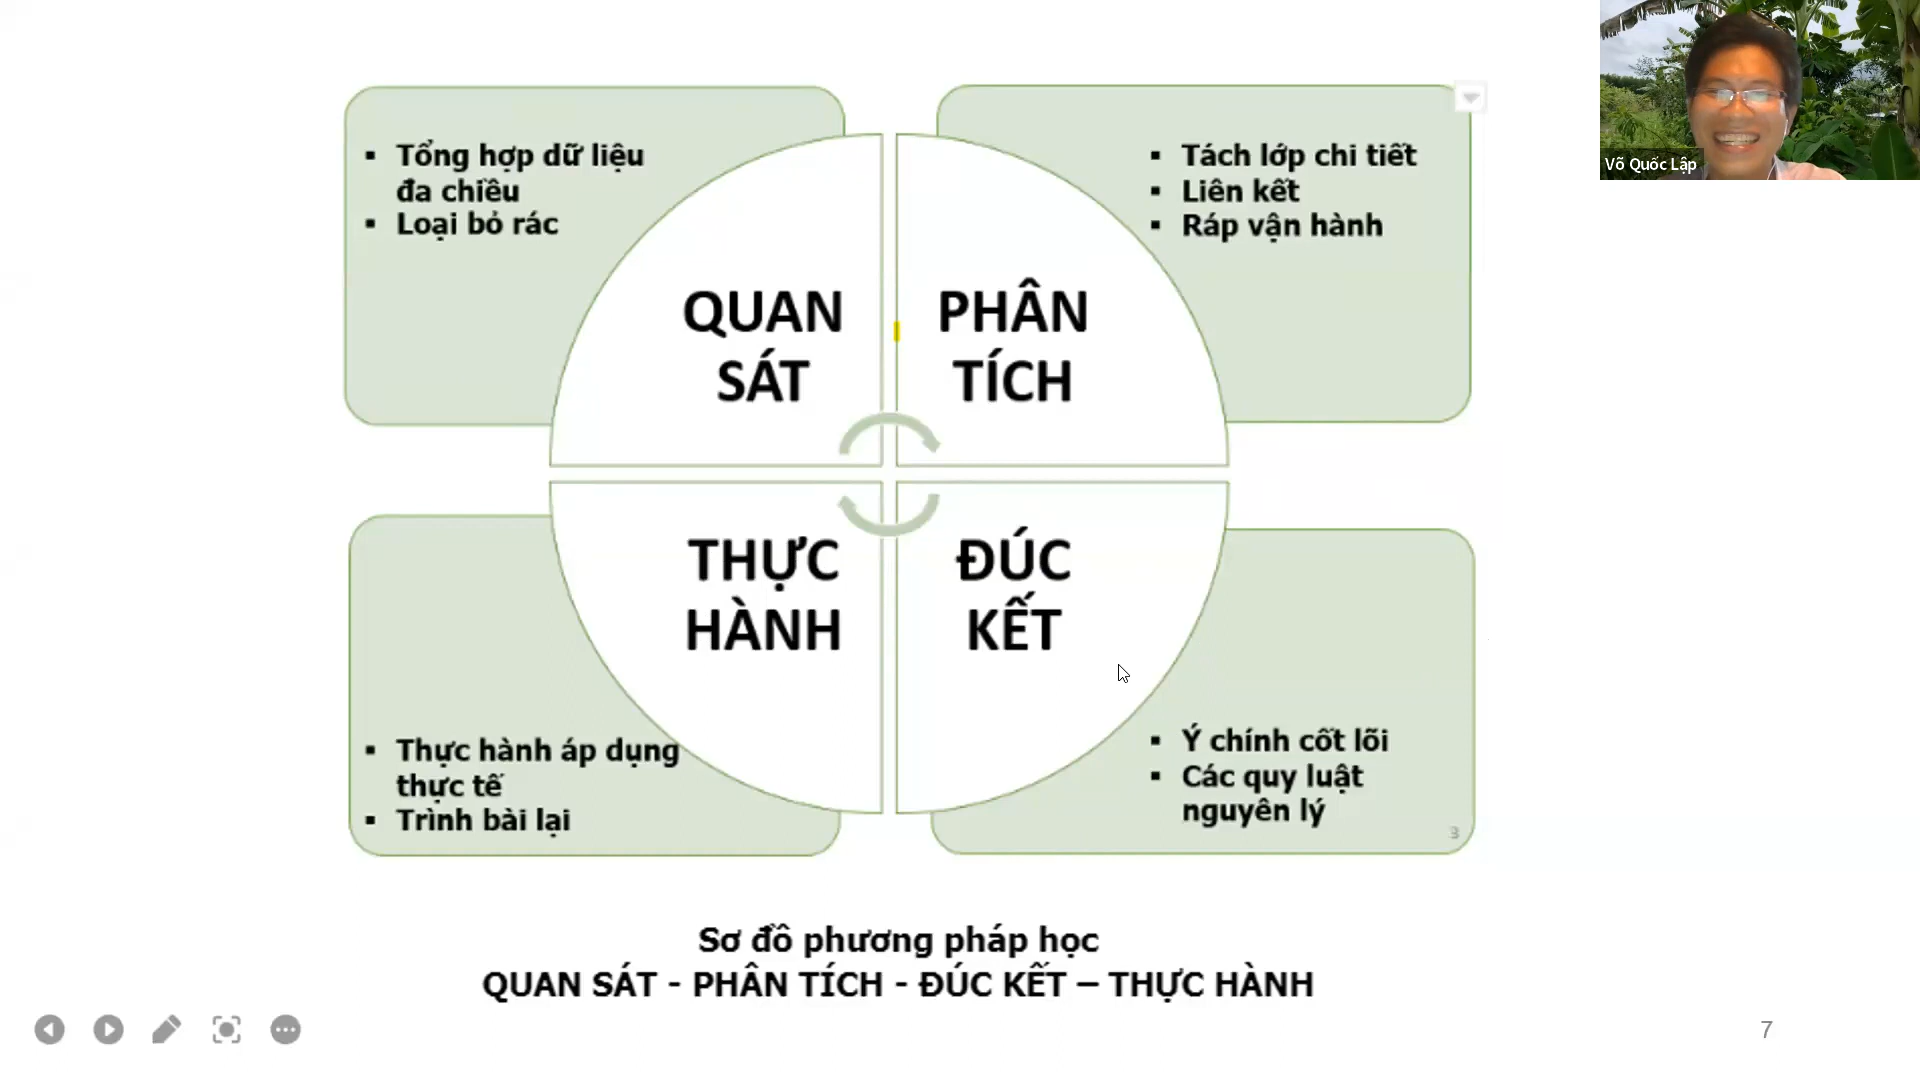 ▪ Tổng hợp dữ liệu
đa chiều
▪ Loại bỏ rác
QUAN
SÁT
▪ Tách lớp chi tiết
▪ Liên kết
▪ Ráp vận hành
PHÂN
TÍCH
Võ Quốc Lập
THỰC
HÀNH
▪ Thực hành áp dụng
thực tế
▪ Trình bài lại
ĐÚC
KẾT
▪ Ý chính cốt lõi
▪ Các quy luật
nguyên lý
3
Sơ đồ phương pháp học
QUAN SÁT - PHÂN TÍCH - ĐÚC KẾT – THỰC HÀNH
7